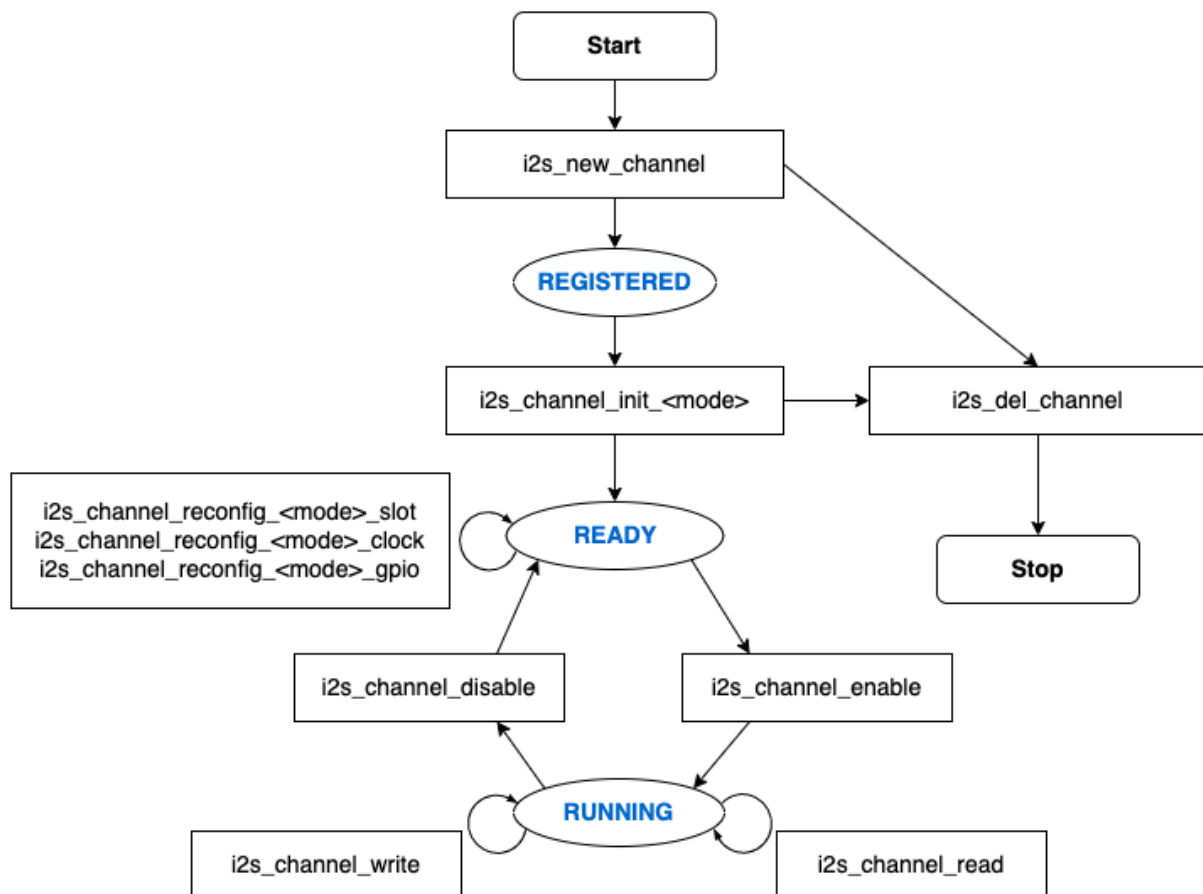 Start
i2s_new_channel
REGISTERED
i2s_channel_init_<mode>
i2s_del_channel
i2s_channel_reconfig_<mode>_slot
i2s_channel_reconfig_<mode>_clock
i2s_channel_reconfig_<mode>_gpio
READY
Stop
i2s_channel_disable
i2s_channel_enable
RUNNING
i2s_channel_write
i2s_channel_read